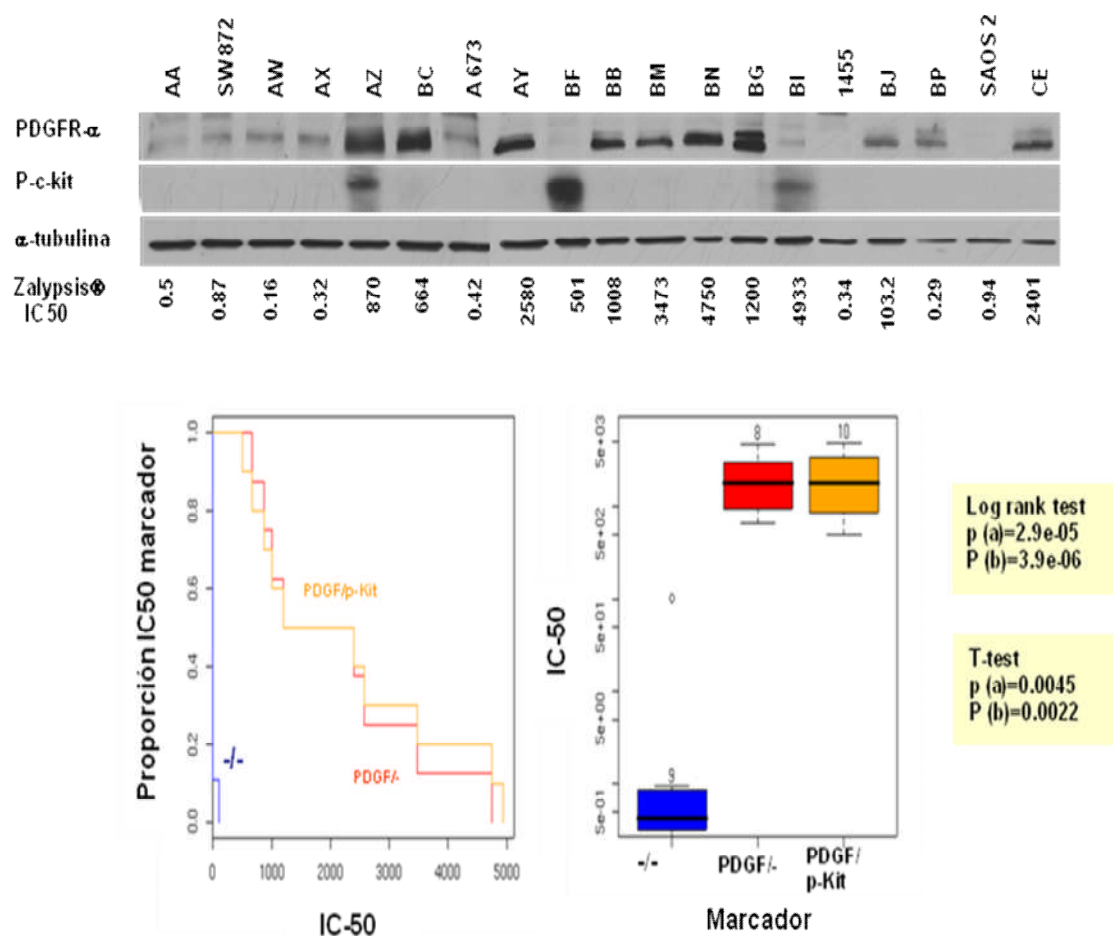 AA SW872 AW AX AZ BC A673 AY BF BB BM BN BG BI 1455 BJ BP SAOS 2 CE
PDGFR-α
P-c-kit
α-tubulina
Zalypsis® 0.5 0.87 0.16 0.32 870 664 0.42 2580 501 1008 3473 4750 1200 4933 0.34 103.2 0.29 0.94 2401
IC50
Proporción IC50 marcador
1.0
0.8
0.6
0.4
0.2
0.0
PDGF/p-Kit
-/-
PDGF/-
0 1000 2000 3000 4000 5000
IC-50
IC-50
5e+03
5e+02
5e+01
5e+00
5e-01
8 10
9
-/- PDGF/- PDGF/
p-Kit
Marcador
Log rank test
p (a)=2.9e-05
P (b)=3.9e-06
T-test
p (a)=0.0045
P (b)=0.0022